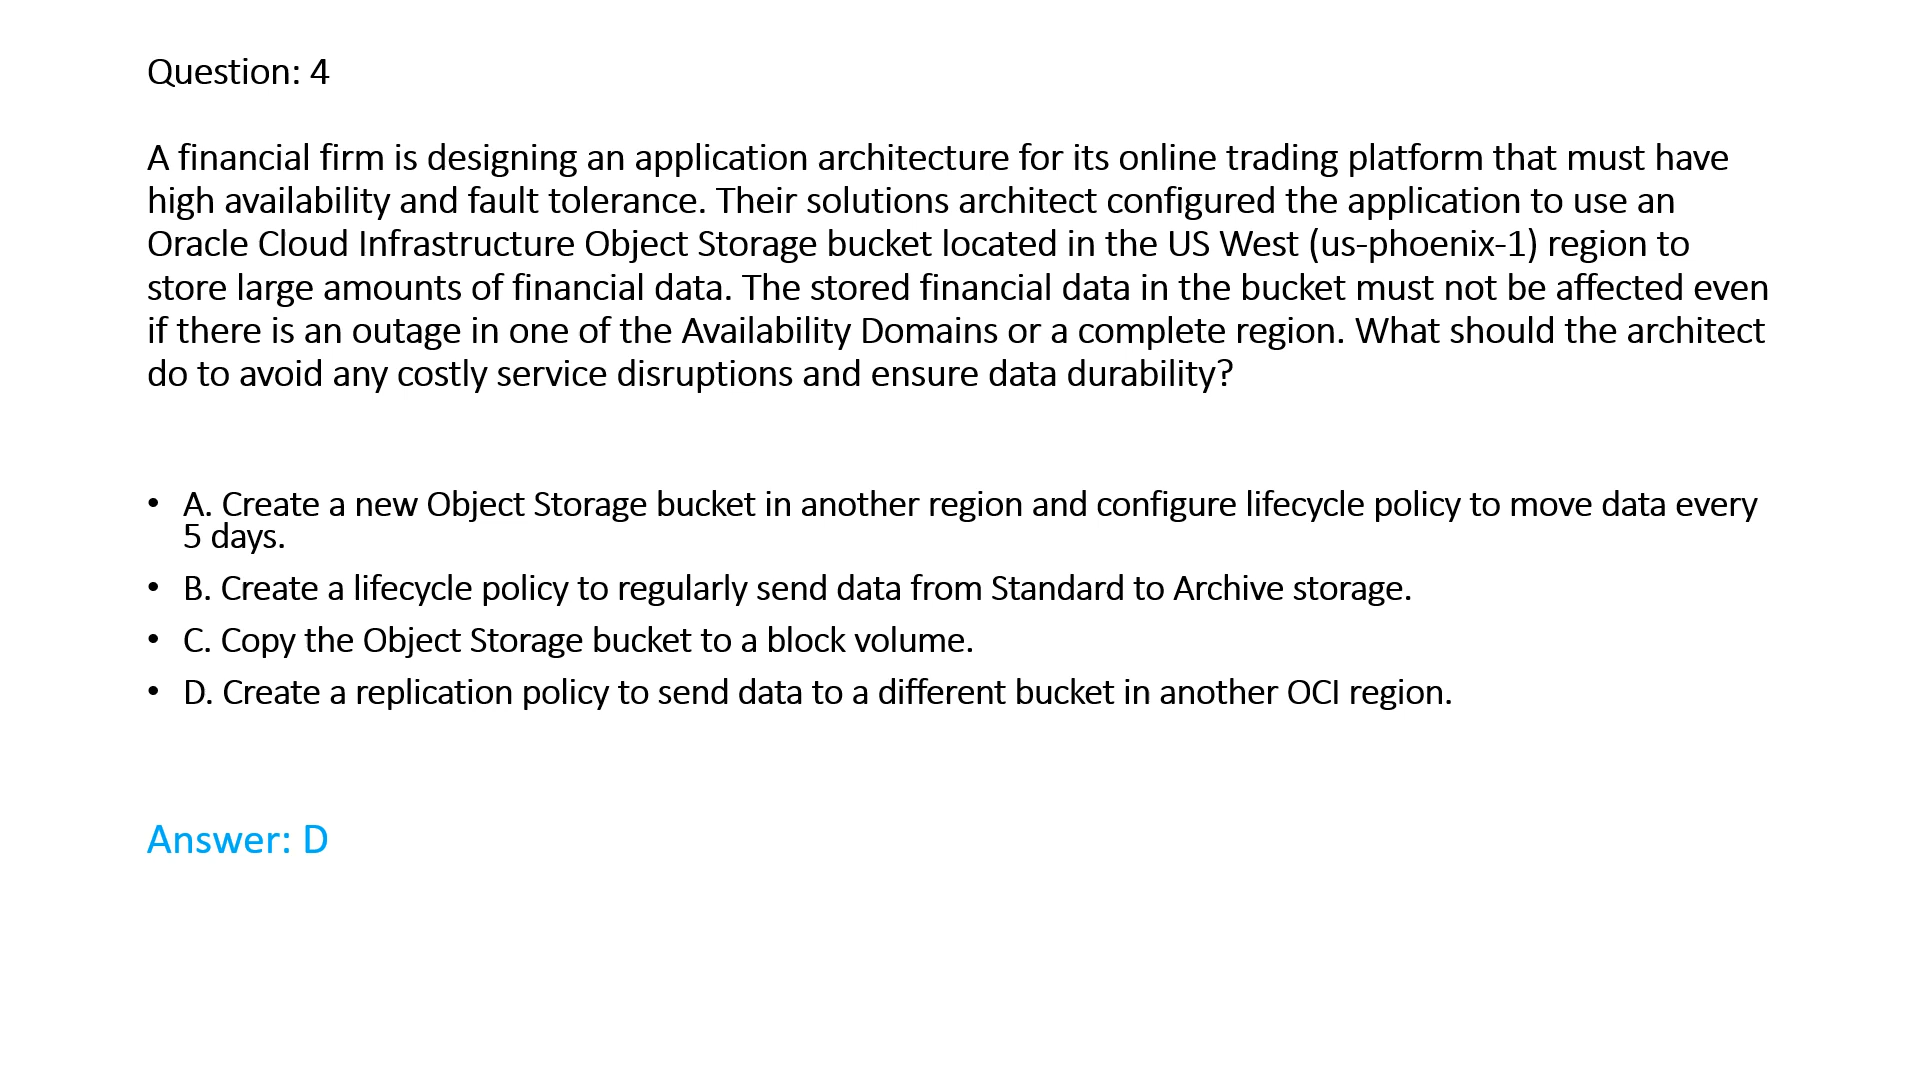 Question: 4
A financial firm is designing an application architecture for its online trading platform that must have
high availability and fault tolerance. Their solutions architect configured the application to use an
Oracle Cloud Infrastructure Object Storage bucket located in the US West (us-phoenix-1) region to
store large amounts of financial data. The stored financial data in the bucket must not be affected even
if there is an outage in one of the Availability Domains or a complete region. What should the architect
do to avoid any costly service disruptions and ensure data durability?
• A. Create a new Object Storage bucket in another region and configure lifecycle policy to move data every
5 days.
• B. Create a lifecycle policy to regularly send data from Standard to Archive storage.
• C. Copy the Object Storage bucket to a block volume.
• D. Create a replication policy to send data to a different bucket in another OCI region.
Answer: D